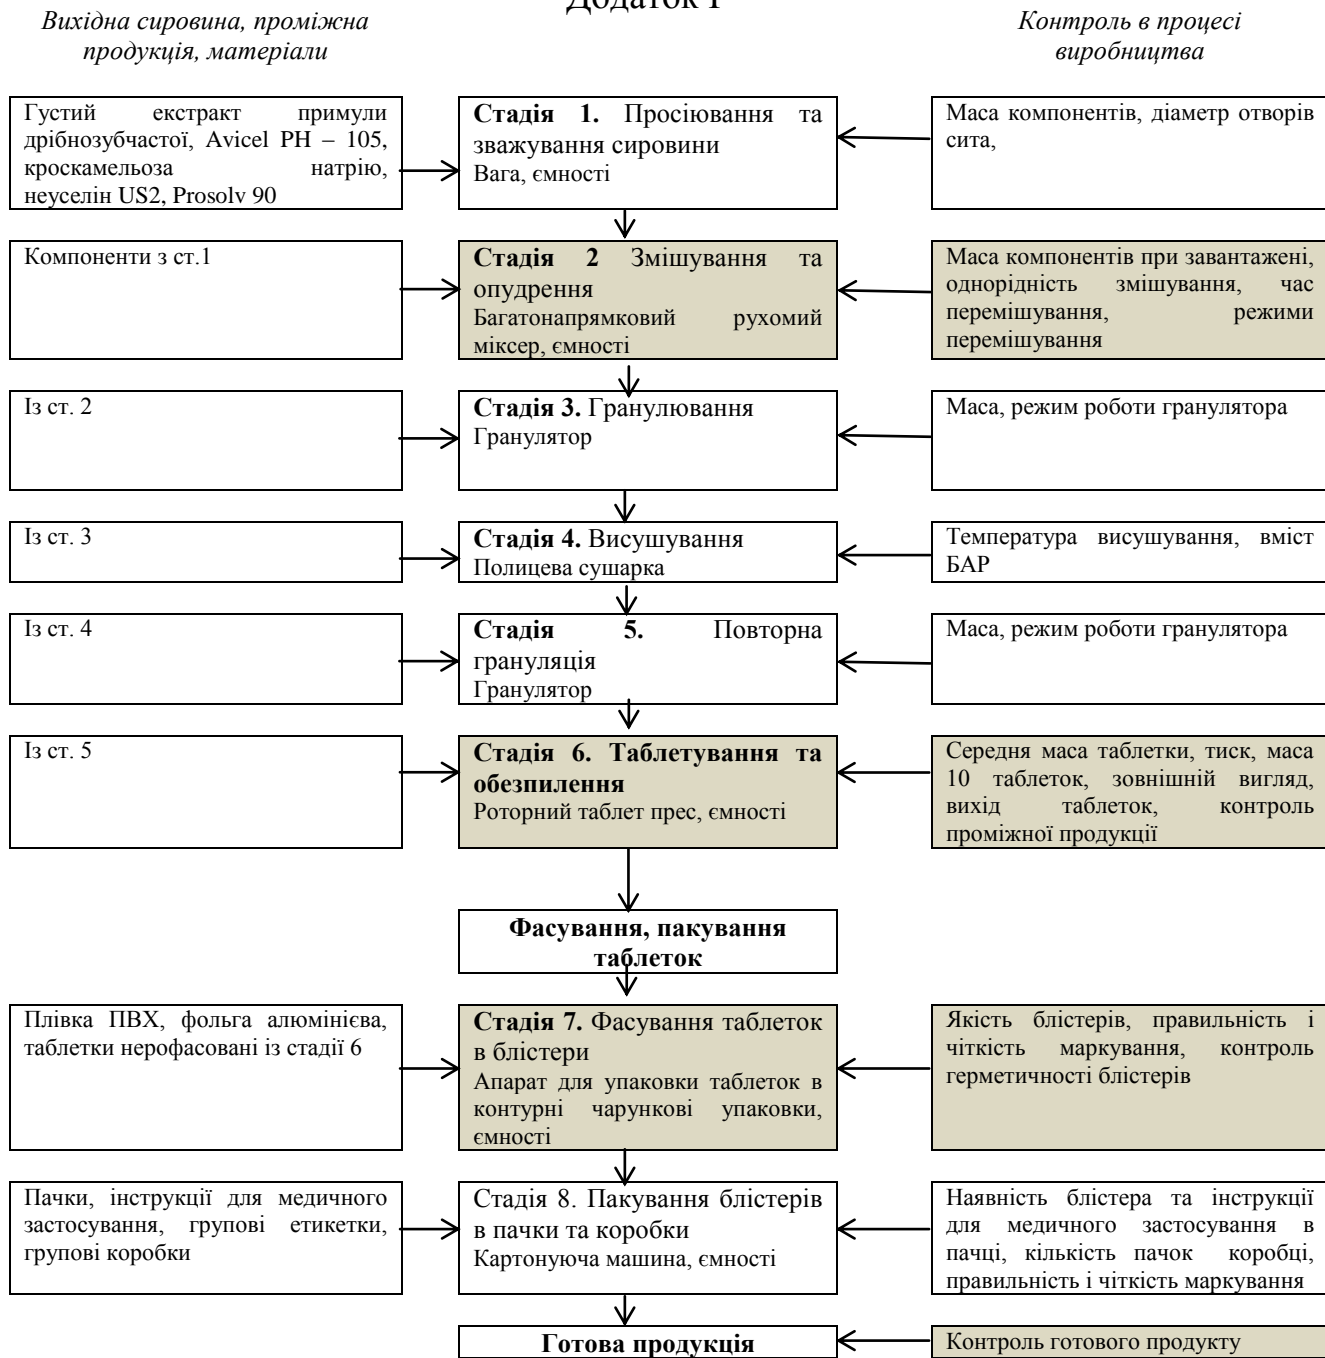 Додаток Г
Вихідна сировина, проміжна
продукція, матеріали
Контроль в процесі
виробництва
Густий екстракт примули
дрібнозубчастої, Avicel PH – 105,
кроскамельоза натрію,
неуселін US2, Prosolv 90
Стадія 1. Просіювання та
зважування сировини
Вага, ємності
Маса компонентів, діаметр отворів
сита,
Компоненти з ст.1
Стадія 2 Змішування та
опудрення
Багатонапрямковий рухомий
міксер, ємності
Маса компонентів при завантажені,
однорідність змішування, час
перемішування, режими
перемішування
Із ст. 2
Стадія 3. Гранулювання
Гранулятор
Маса, режим роботи гранулятора
Із ст. 3
Стадія 4. Висушування
Полицева сушарка
Температура висушування, вміст
БАР
Із ст. 4
Стадія 5. Повторна
грануляція
Гранулятор
Маса, режим роботи гранулятора
Із ст. 5
Стадія 6. Таблетування та
обезпилення
Роторний таблет прес, ємності
Середня маса таблетки, тиск, маса
10 таблеток, зовнішній вигляд,
вихід таблеток, контроль
проміжної продукції
Фасування, пакування
таблеток
Плівка ПВХ, фольга алюмінієва,
таблетки нерофасовані із стадії 6
Стадія 7. Фасування таблеток
в блістери
Апарат для упаковки таблеток в
контурні чарункові упаковки,
ємності
Якість блістерів, правильність і
чіткість маркування, контроль
герметичності блістерів
Пачки, інструкції для медичного
застосування, групові етикетки,
групові коробки
Стадія 8. Пакування блістерів
в пачки та коробки
Картонуюча машина, ємності
Наявність блістера та інструкції
для медичного застосування в
пачці, кількість пачок коробці,
правильність і чіткість маркування
Готова продукція
Контроль готового продукту